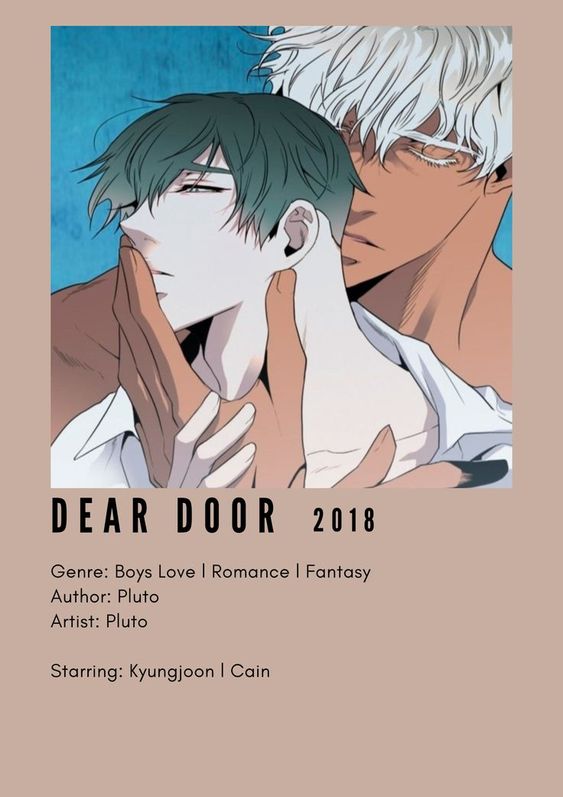 DEAR DOOR 2018
Genre: Boys Love | Romance | Fantasy
Author: Pluto
Artist: Pluto
Starring: Kyungjoon | Cain